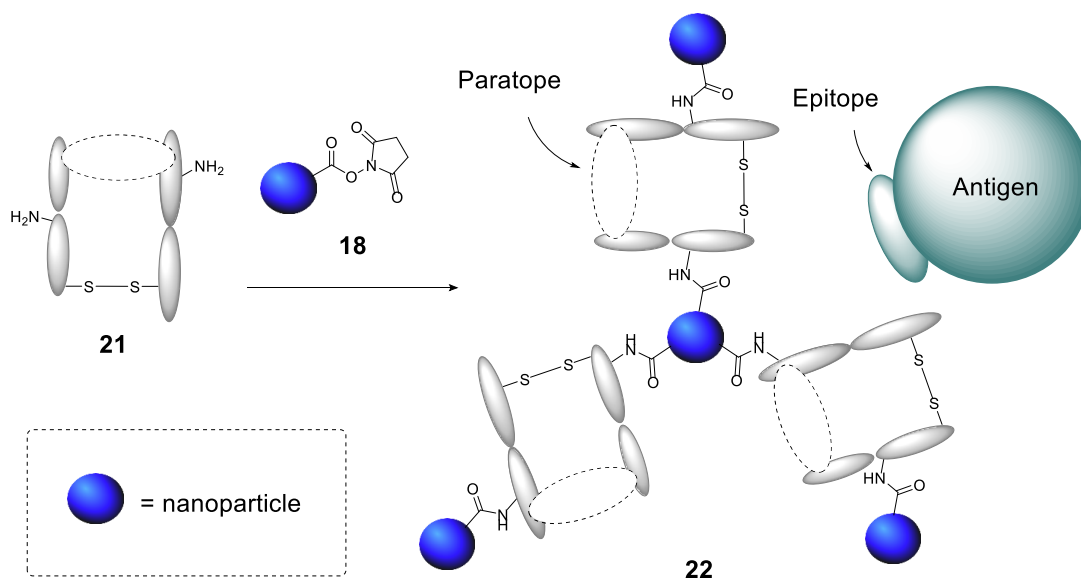 Paratope
Epitope
Antigen
NH2
H2N
S
S
21
O
O
N
O
O
18
HN
O
S
S
HN
O
H
N
O
O
H
N
S
S
S
S
O
N
H
HN
O
= nanoparticle
22